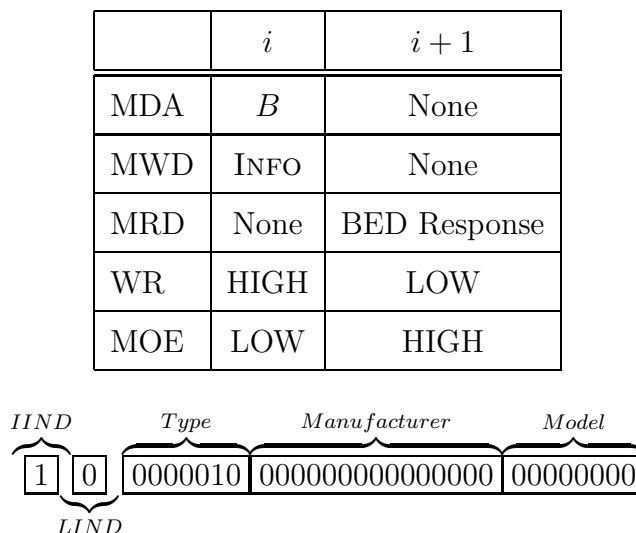 i i + 1
MDA B None
MWD INFO None
MRD None BED Response
WR HIGH LOW
MOE LOW HIGH
IIND Type Manufacturer Model
1 0 0000010 000000000000000 00000000
LIND